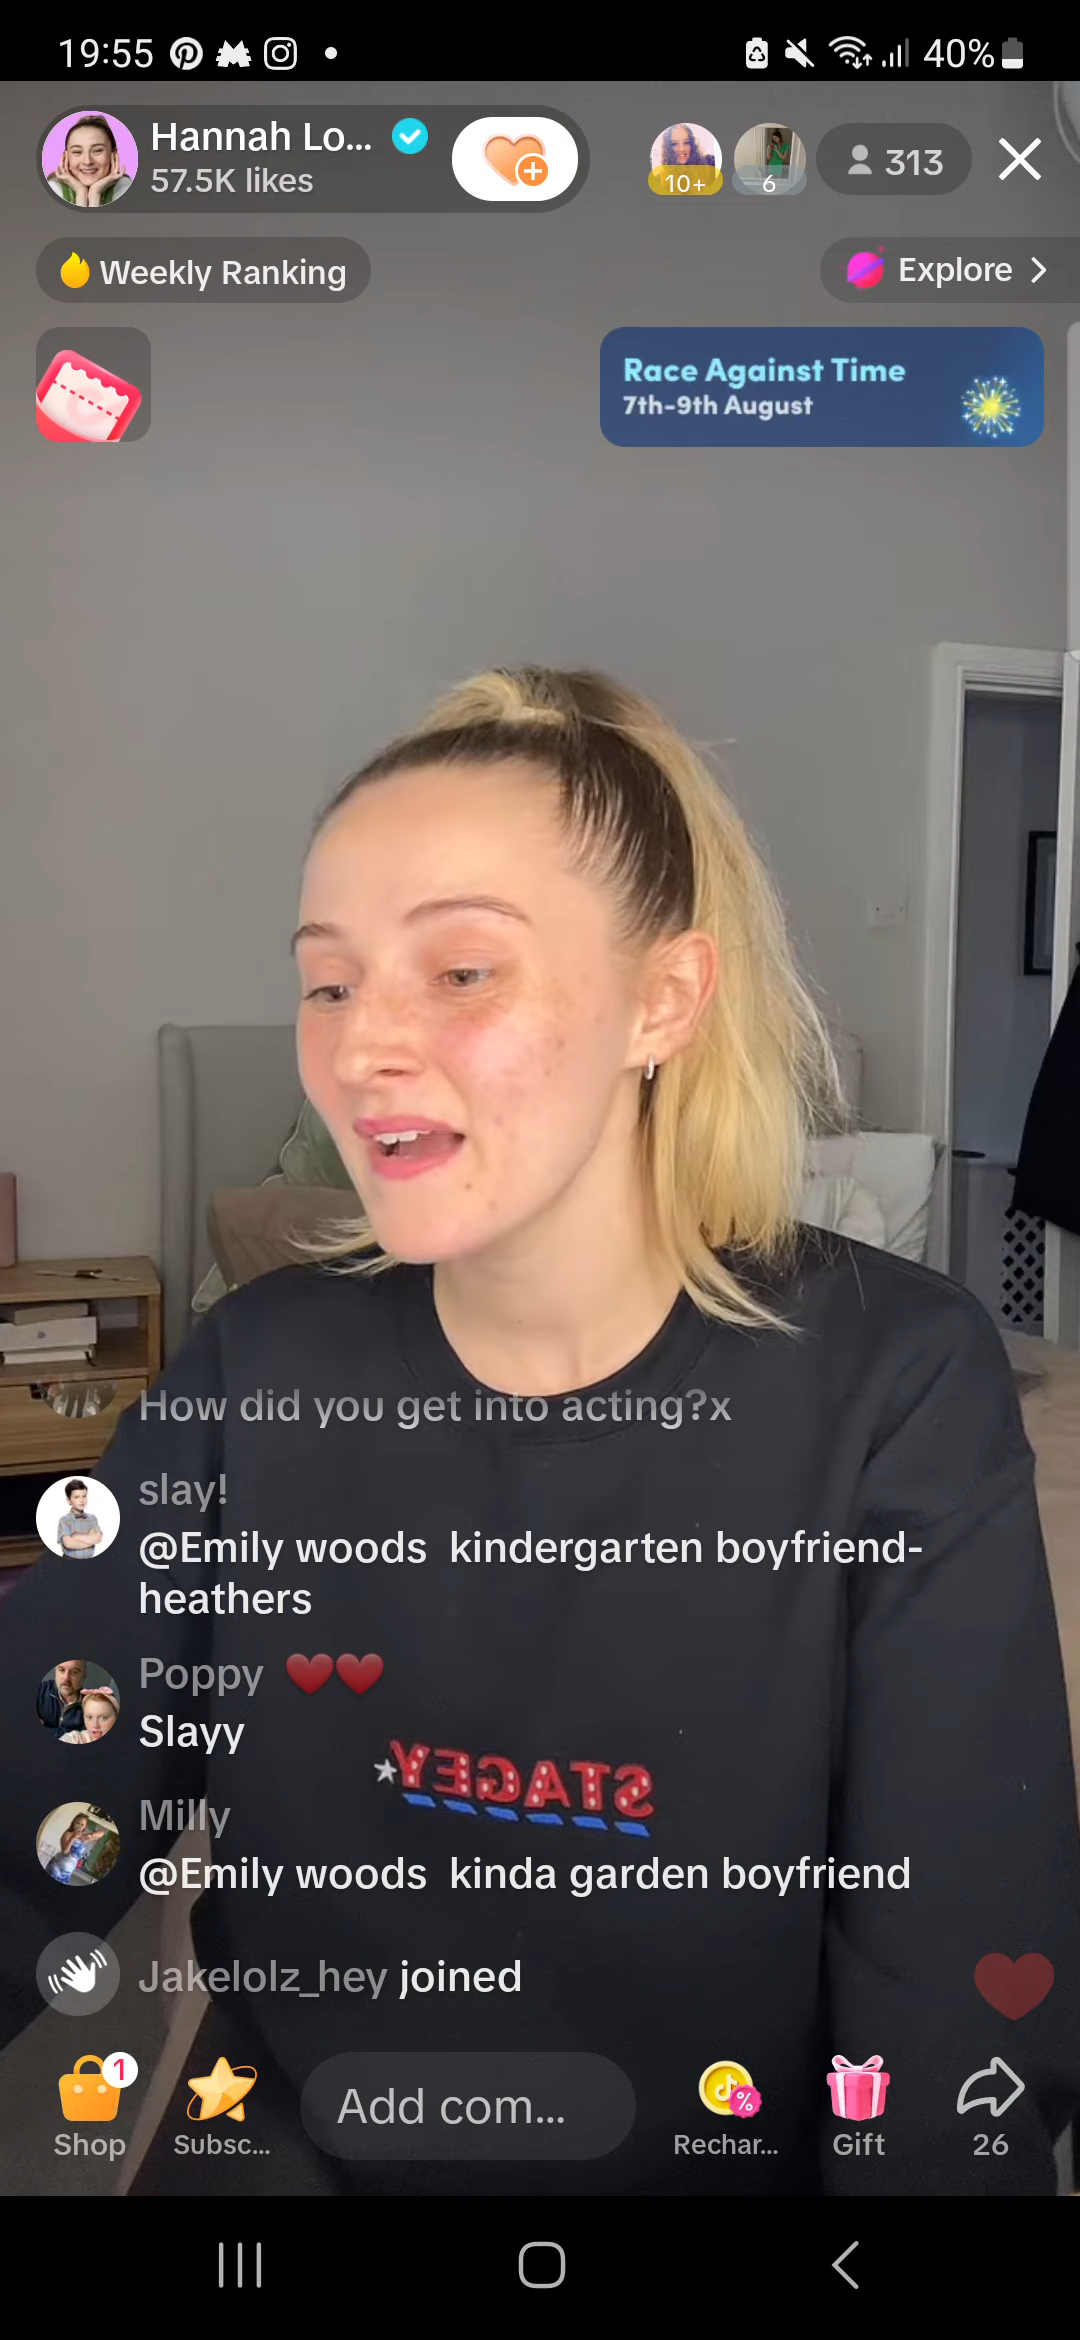 19:55
40%
Hannah Lo...
57.5K likes
10+
6
313
Weekly Ranking
Explore
Race Against Time
7th-9th August
How did you get into acting?x
slay!
@Emily woods kindergarten boyfriend-
heathers
Poppy ❤️❤️
Slayy
STAGEY
Milly
@Emily woods kinda garden boyfriend
Jakelolz_hey joined
1
%
Add com...
Shop
Subsc...
Rechar...
Gift
26